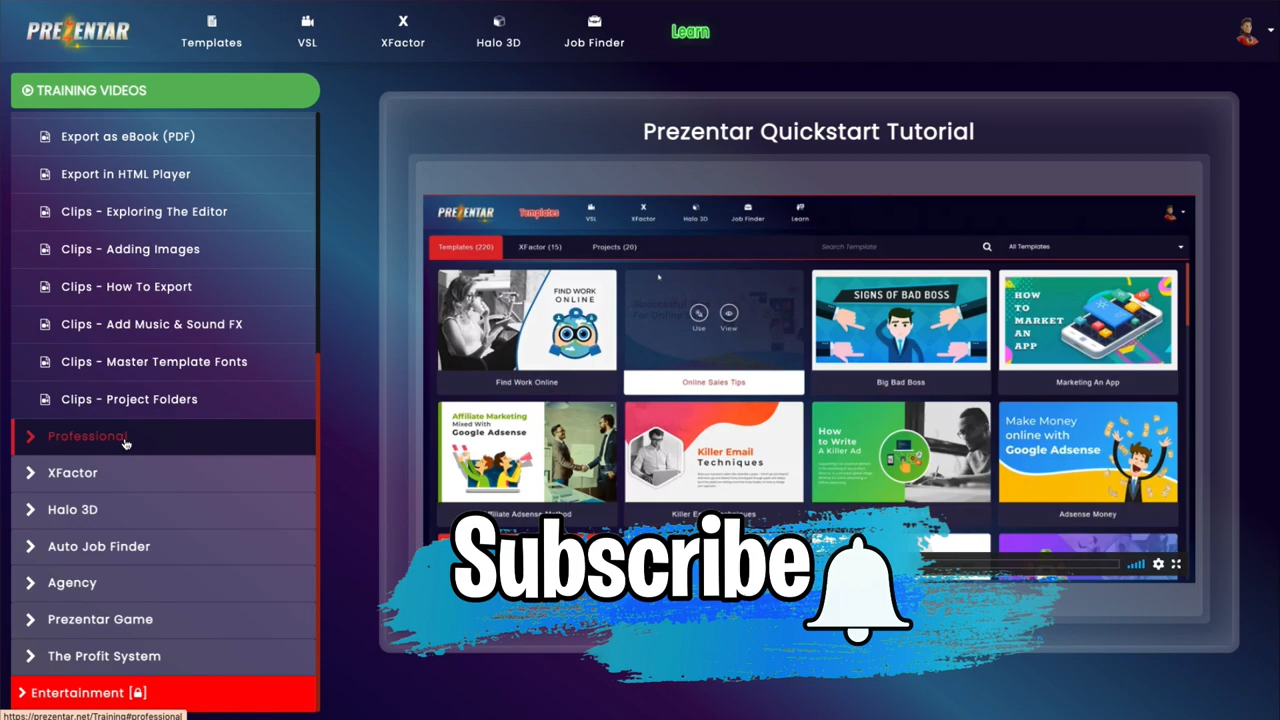 PREZENTAR
Templates
VSL
XFactor
Halo 3D
Job Finder
Learn
TRAINING VIDEOS
Export as eBook (PDF)
Export in HTML Player
Clips - Exploring The Editor
Clips - Adding Images
Clips - How To Export
Clips - Add Music & Sound FX
Clips - Master Template Fonts
Clips - Project Folders
Professional
XFactor
Halo 3D
Auto Job Finder
Agency
Prezentar Game
The Profit System
Entertainment [🔒]
https://prezentar.net/Training#professional
Prezentar Quickstart Tutorial
PREZENTAR
Templates
VSL
XFactor
Halo 3D
Job Finder
Learn
Templates (220)
XFactor (15)
Projects (20)
Search Template
All Templates
FIND WORK
ONLINE
Find Work Online
Use
View
Online Sales Tips
SIGNS OF BAD BOSS
Big Bad Boss
HOW
TO
MARKET
AN
APP
Marketing An App
Affiliate Marketing
Mixed With
Google Adsense
Affiliate Adsense Method
Killer Email
Techniques
Killer Email Techniques
How
to Write
A Killer Ad
Make Money
online with
Google Adsense
Adsense Money
Subscribe